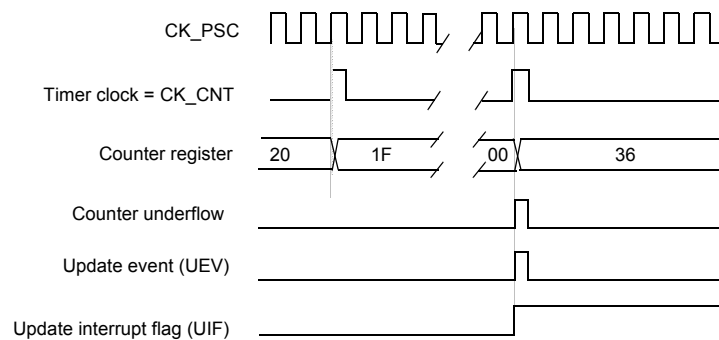 CK_PSC
Timer clock = CK_CNT
Counter register 20 1F 00 36
Counter underflow
Update event (UEV)
Update interrupt flag (UIF)